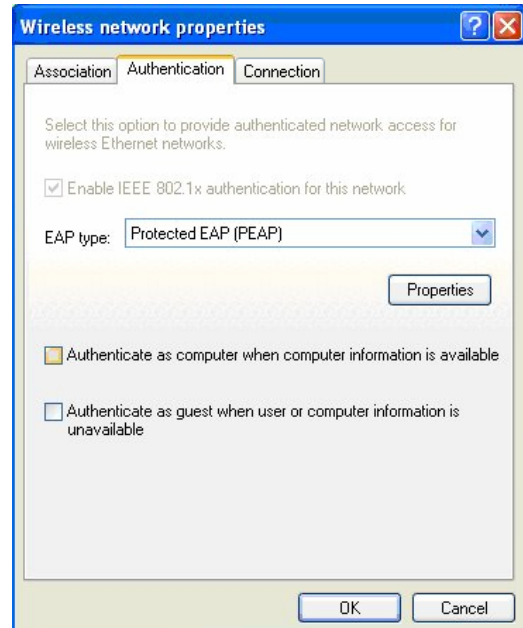 Wireless network properties
Association Authentication Connection
Select this option to provide authenticated network access for
wireless Ethernet networks.
Enable IEEE 802.1x authentication for this network
EAP type: Protected EAP (PEAP)
Properties
Authenticate as computer when computer information is available
Authenticate as guest when user or computer information is
unavailable
OK Cancel